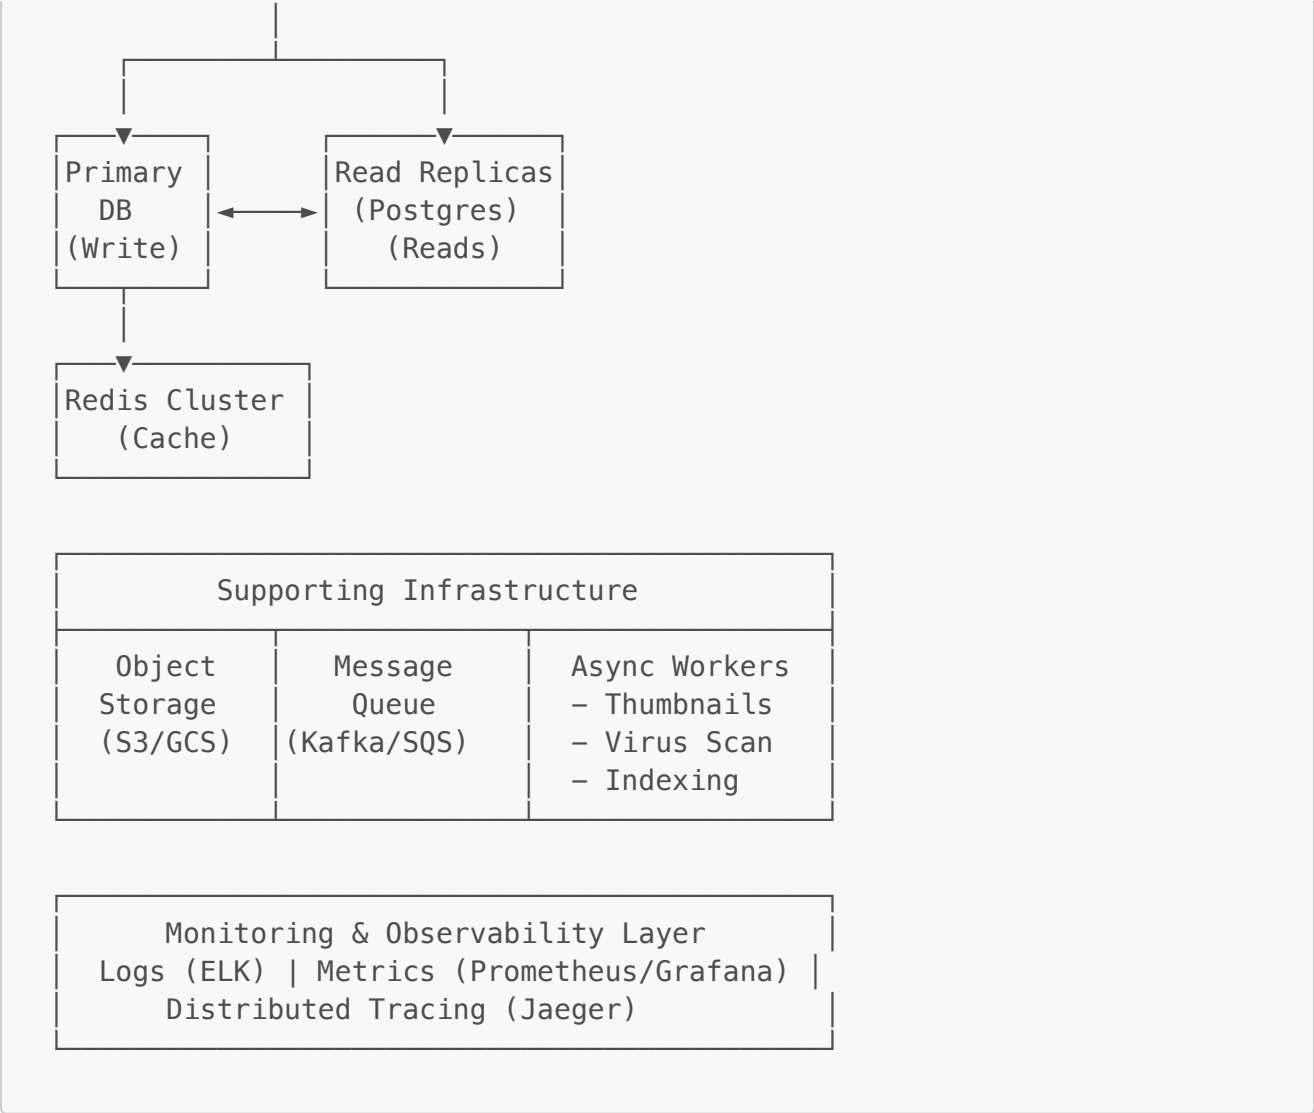 Primary
DB
(Write)
Read Replicas
(Postgres)
(Reads)
Redis Cluster
(Cache)
Supporting Infrastructure
Object
Storage
(S3/GCS)
Message
Queue
(Kafka/SQS)
Async Workers
– Thumbnails
– Virus Scan
– Indexing
Monitoring & Observability Layer
Logs (ELK) | Metrics (Prometheus/Grafana)
Distributed Tracing (Jaeger)